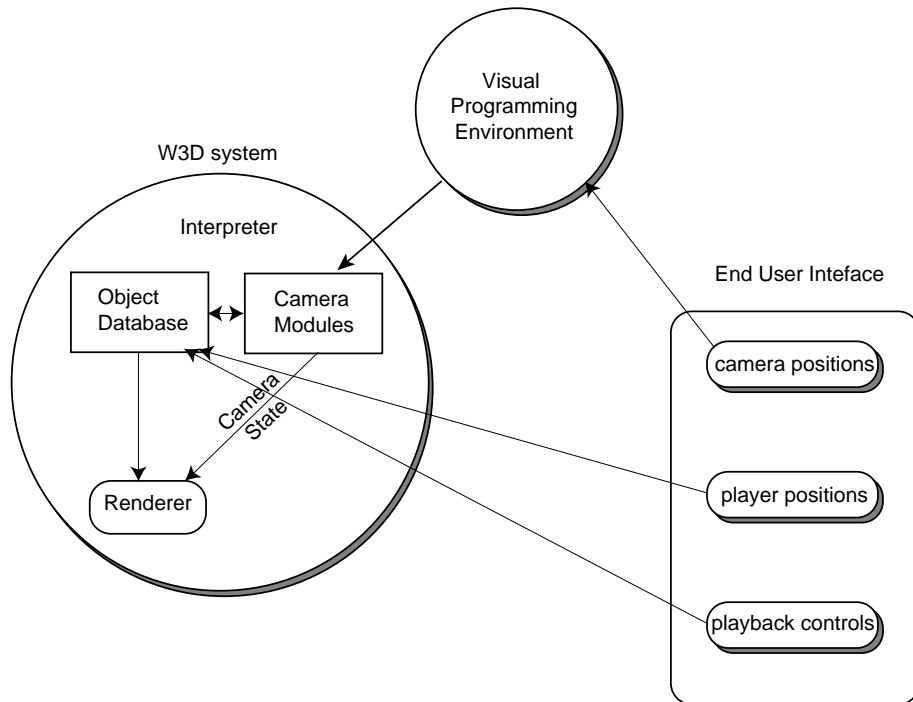 Visual
Programming
Environment
W3D system
Interpreter
Object
Database
Camera
Modules
Camera
State
Renderer
End User Inteface
camera positions
player positions
playback controls